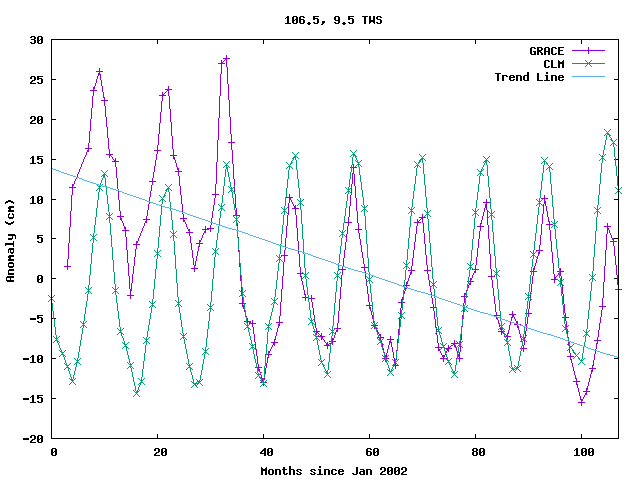 106.5, 9.5 TWS
GRACE
CLM
Trend Line
30
25
20
15
10
5
0
-5
-10
-15
-20
Anomaly (cm)
0 20 40 60 80 100
Months since Jan 2002